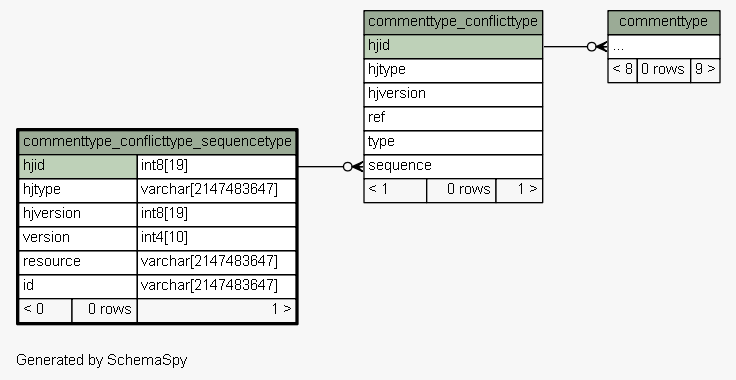 commenttype_conflicttype
hjid
hjtype
hjversion
ref
type
sequence
< 1 0 rows 1 >
commenttype
...
< 8 0 rows 9 >
commenttype_conflicttype_sequencetype
hjid int8[19]
hjtype varchar[2147483647]
hjversion int8[19]
version int4[10]
resource varchar[2147483647]
id varchar[2147483647]
< 0 0 rows 1 >
Generated by SchemaSpy